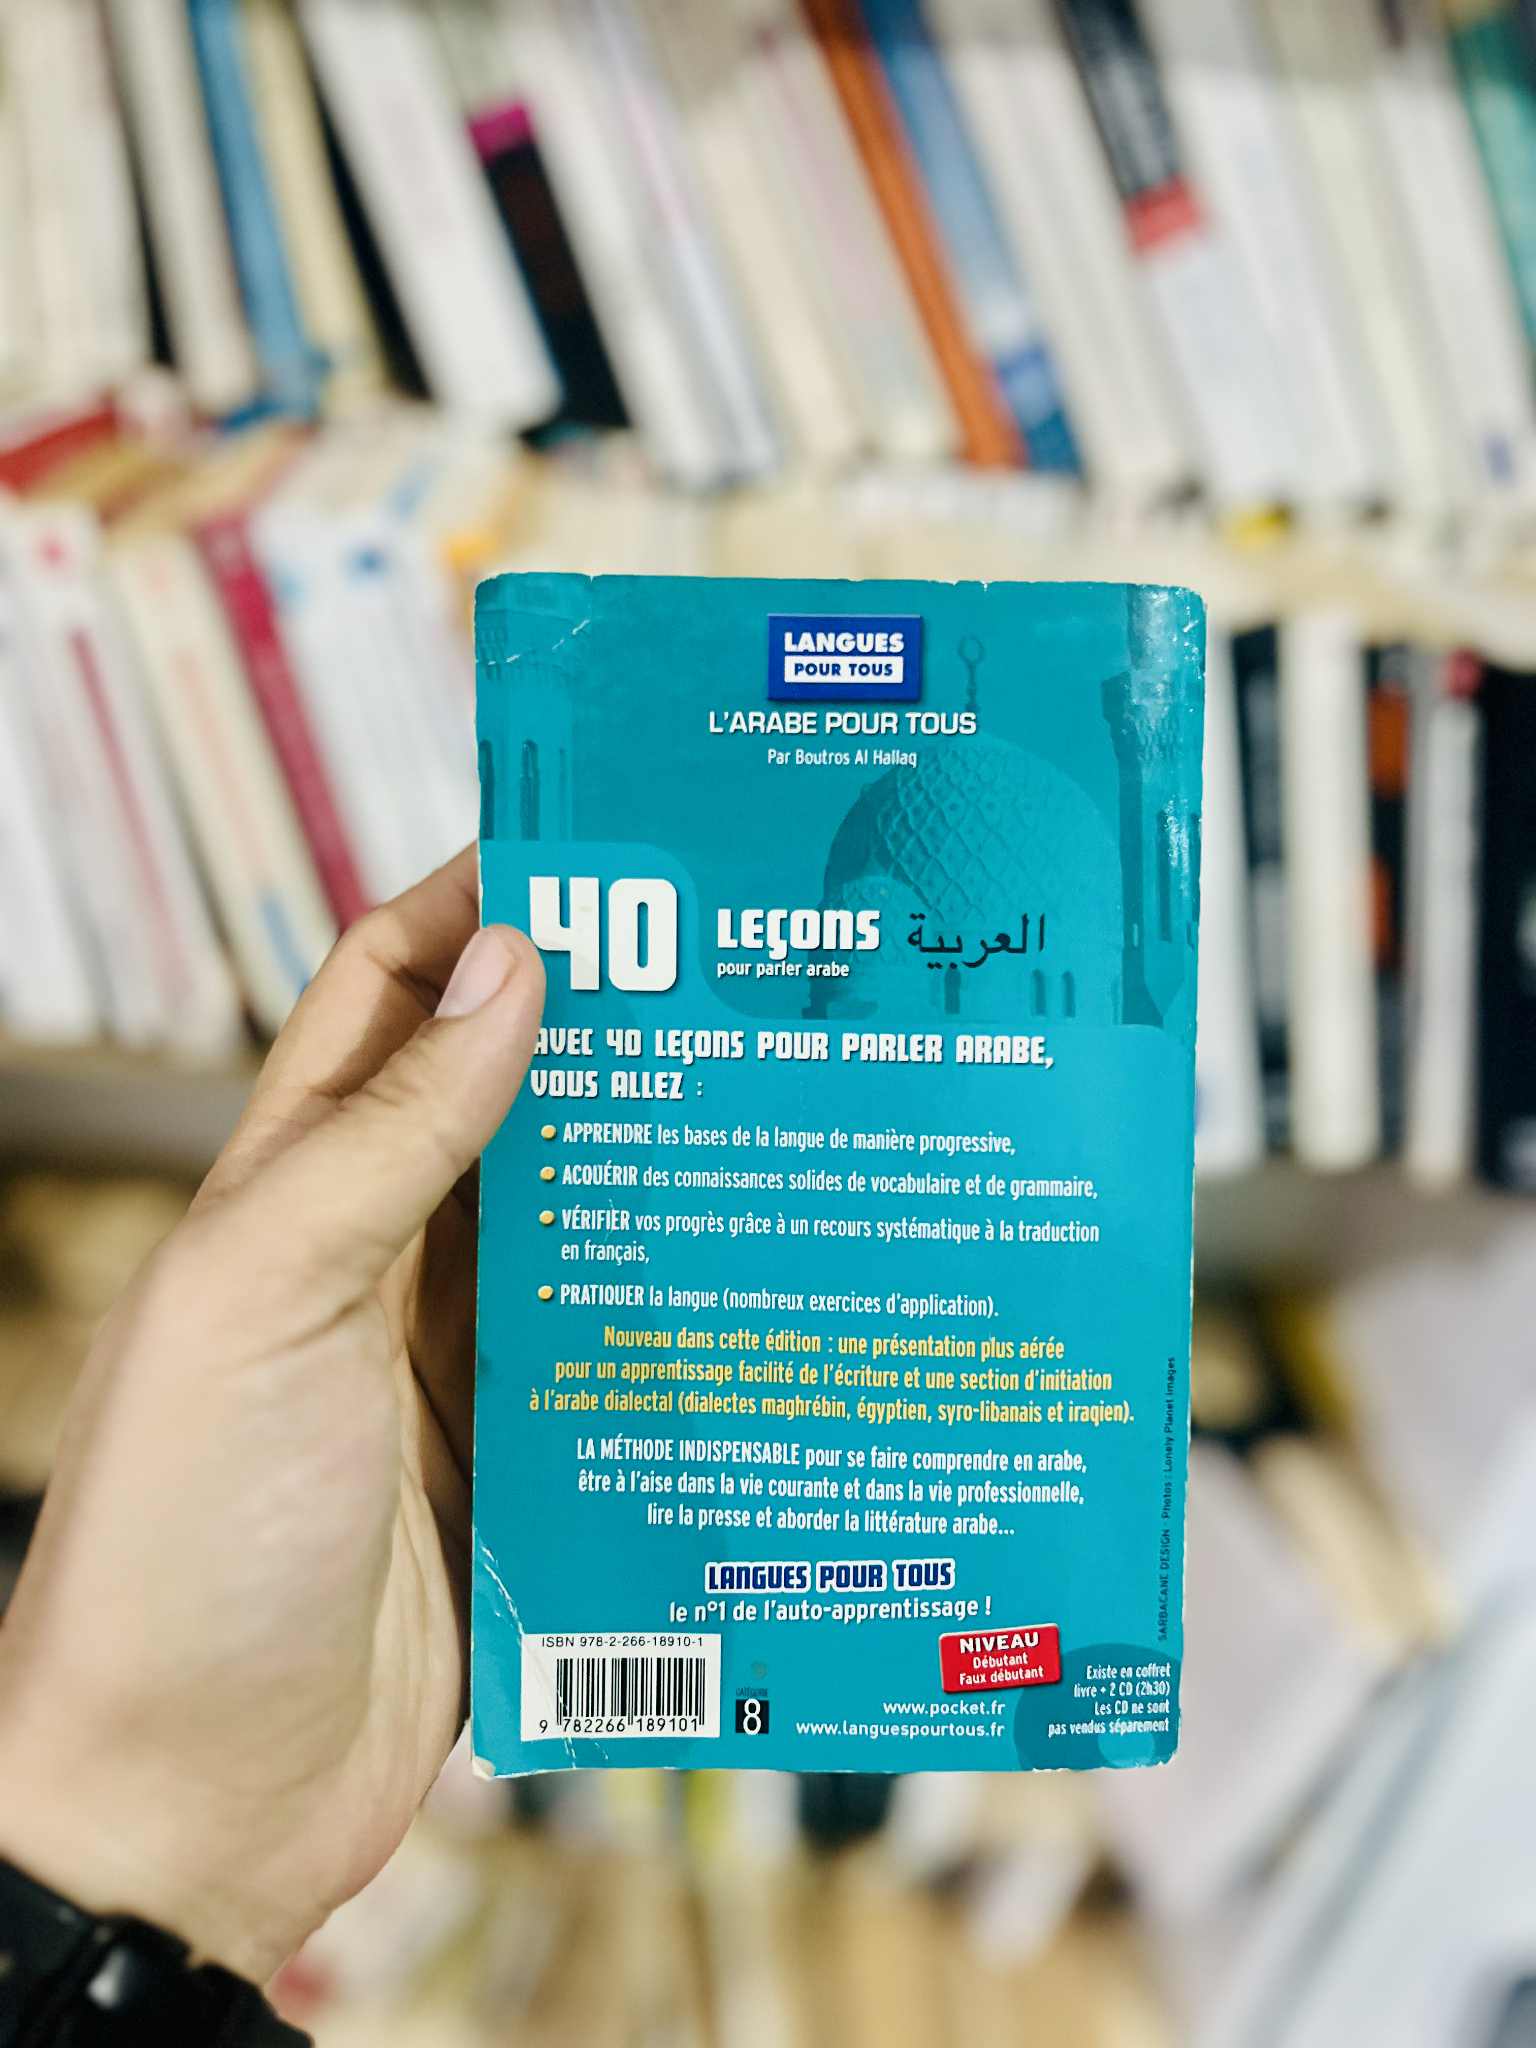 LANGUES
POUR TOUS
L'ARABE POUR TOUS
Par Boutros Al Hallaq
40 LEÇONS العربية
pour parler arabe
AVEC 40 LEÇONS POUR PARLER ARABE,
VOUS ALLEZ :
• APPRENDRE les bases de la langue de manière progressive,
• ACQUÉRIR des connaissances solides de vocabulaire et de grammaire,
• VÉRIFIER vos progrès grâce à un recours systématique à la traduction
en français,
• PRATIQUER la langue (nombreux exercices d'application).
Nouveau dans cette édition : une présentation plus aérée
pour un apprentissage facilité de l'écriture et une section d'initiation
à l'arabe dialectal (dialectes maghrébin, égyptien, syro-libanais et iraqien).
LA MÉTHODE INDISPENSABLE pour se faire comprendre en arabe,
être à l'aise dans la vie courante et dans la vie professionnelle,
lire la presse et aborder la littérature arabe...
LANGUES POUR TOUS
le n°1 de l'auto-apprentissage !
ISBN 978-2-266-18910-1
9 782266 189101
CATÉGORIE
8
NIVEAU
Débutant
Faux débutant
www.pocket.fr
www.languespourtous.fr
Existe en coffret
livre + 2 CD (2h30)
Les CD ne sont
pas vendus séparément
SARBACANE DESIGN - Photos : Lonely Planet Images